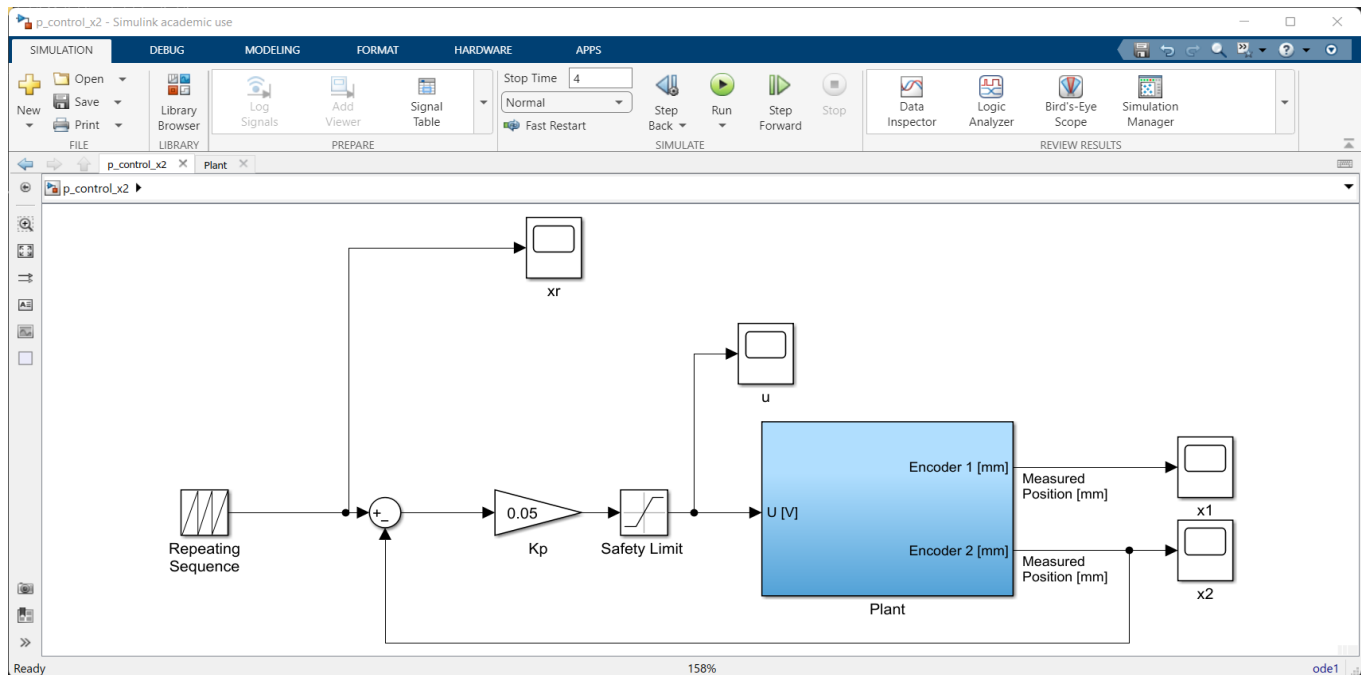 p_control_x2 - Simulink academic use
SIMULATION
DEBUG
MODELING
FORMAT
HARDWARE
APPS
New
Open
Save
Print
FILE
Library
Browser
LIBRARY
Log
Signals
Add
Viewer
Signal
Table
PREPARE
Stop Time 4
Normal
Fast Restart
Step
Back
Run
Step
Forward
Stop
SIMULATE
Data
Inspector
Logic
Analyzer
Bird's-Eye
Scope
Simulation
Manager
REVIEW RESULTS
p_control_x2
Plant
p_control_x2
xr
u
Repeating
Sequence
+
-
0.05
Kp
Safety Limit
U [V]
Encoder 1 [mm]
Encoder 2 [mm]
Plant
Measured
Position [mm]
x1
Measured
Position [mm]
x2
Ready
158%
ode1